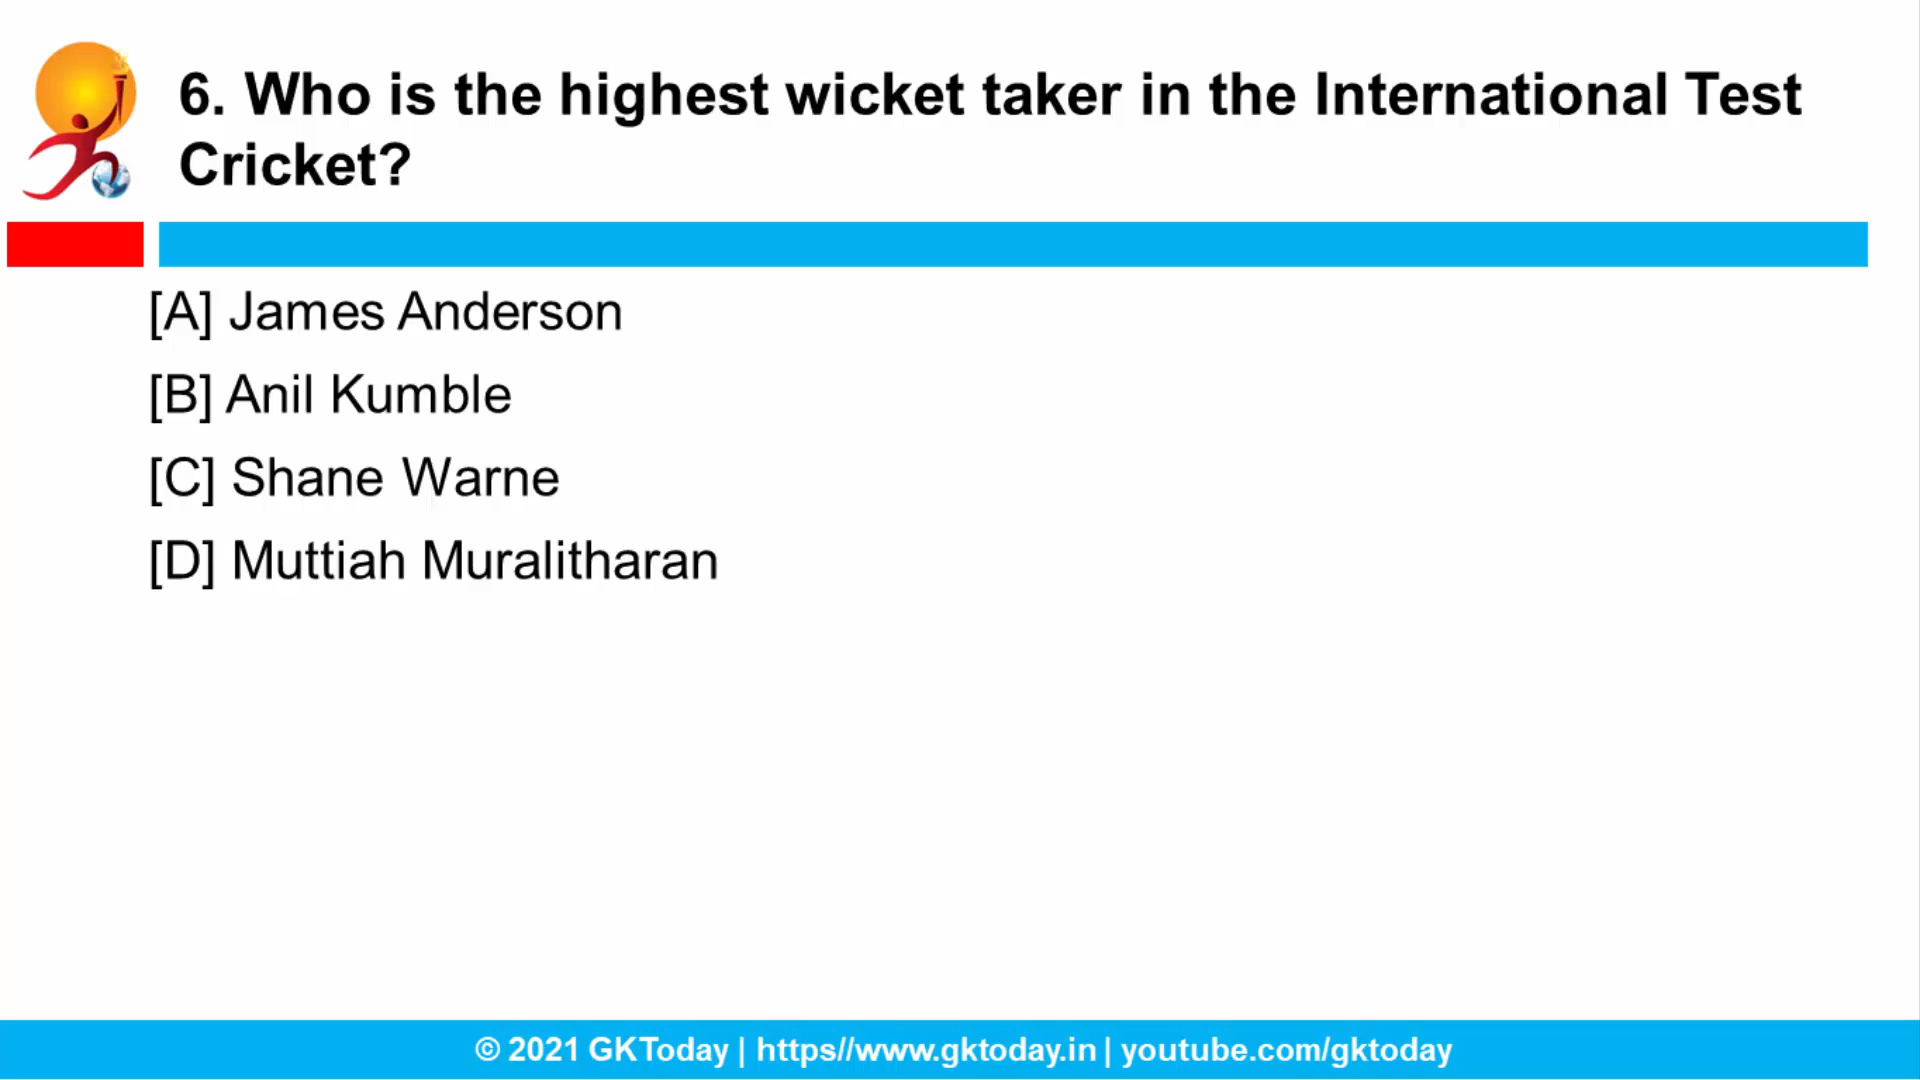 6. Who is the highest wicket taker in the International Test
Cricket?
[A] James Anderson
[B] Anil Kumble
[C] Shane Warne
[D] Muttiah Muralitharan
© 2021 GKToday | https//www.gktoday.in | youtube.com/gktoday